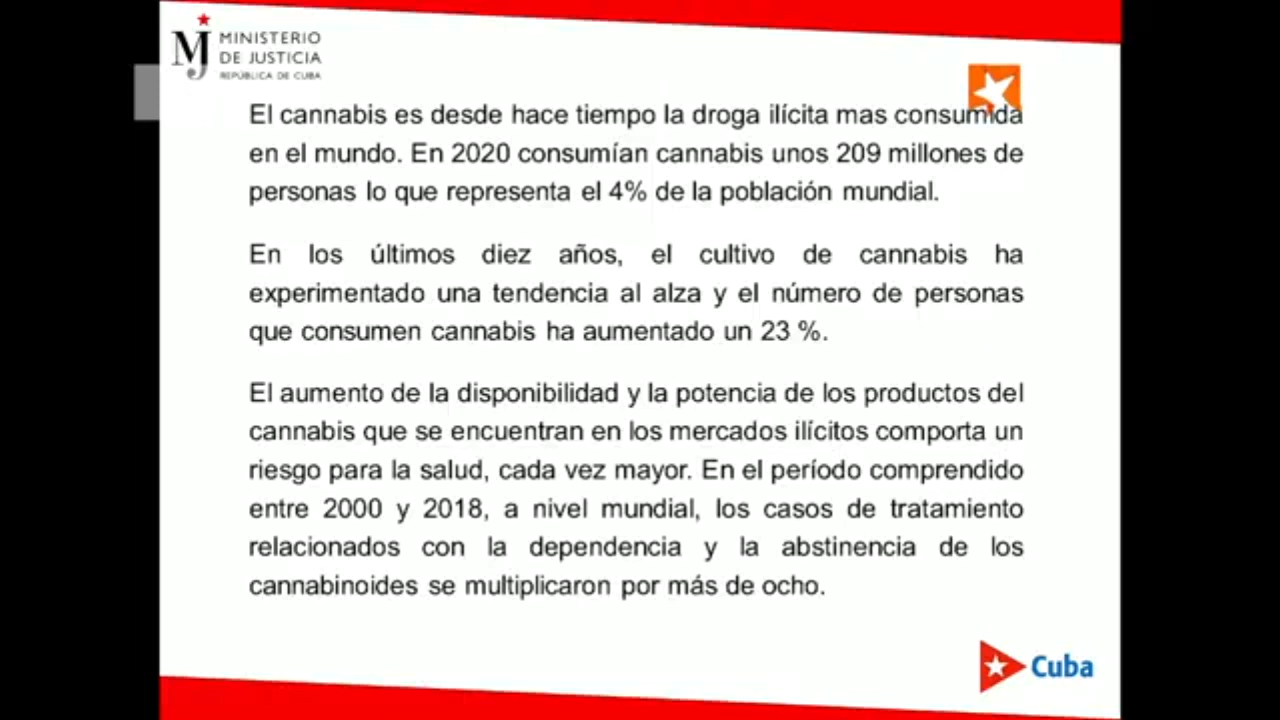 MJ MINISTERIO
DE JUSTICIA
REPÚBLICA DE CUBA
El cannabis es desde hace tiempo la droga ilícita mas consumida
en el mundo. En 2020 consumían cannabis unos 209 millones de
personas lo que representa el 4% de la población mundial.
En los últimos diez años, el cultivo de cannabis ha
experimentado una tendencia al alza y el número de personas
que consumen cannabis ha aumentado un 23 %.
El aumento de la disponibilidad y la potencia de los productos del
cannabis que se encuentran en los mercados ilícitos comporta un
riesgo para la salud, cada vez mayor. En el período comprendido
entre 2000 y 2018, a nivel mundial, los casos de tratamiento
relacionados con la dependencia y la abstinencia de los
cannabinoides se multiplicaron por más de ocho.
Cuba